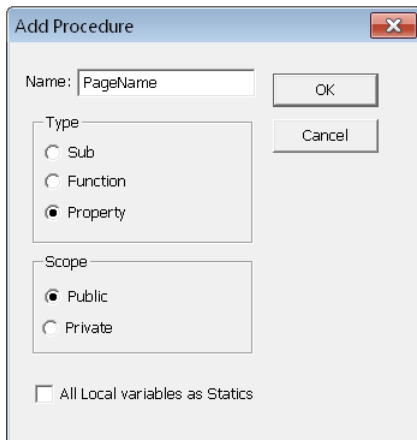 Add Procedure
Name: PageName
OK
Cancel
Type
Sub
Function
Property
Scope
Public
Private
All Local variables as Statics